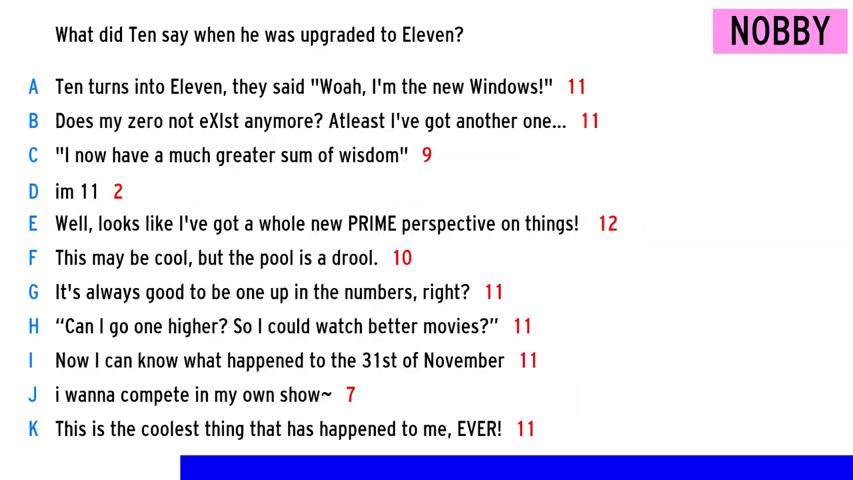 What did Ten say when he was upgraded to Eleven?
NOBBY
A Ten turns into Eleven, they said "Woah, I'm the new Windows!" 11
B Does my zero not eXIst anymore? Atleast I've got another one... 11
C "I now have a much greater sum of wisdom" 9
D im 11 2
E Well, looks like I've got a whole new PRIME perspective on things! 12
F This may be cool, but the pool is a drool. 10
G It's always good to be one up in the numbers, right? 11
H “Can I go one higher? So I could watch better movies?” 11
I Now I can know what happened to the 31st of November 11
J i wanna compete in my own show~ 7
K This is the coolest thing that has happened to me, EVER! 11